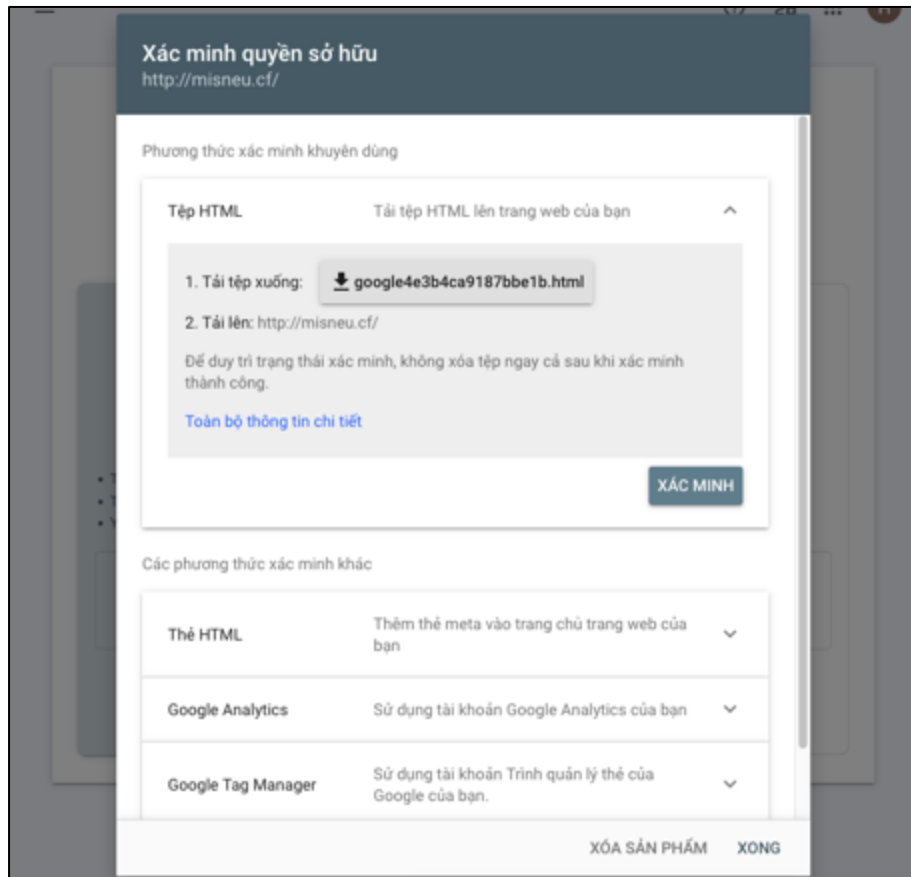 Xác minh quyền sở hữu
http://misneu.cf/
Phương thức xác minh khuyên dùng
Tệp HTML
Tải tệp HTML lên trang web của bạn
1. Tải tệp xuống: google4e3b4ca9187bbe1b.html
2. Tải lên: http://misneu.cf/
Để duy trì trạng thái xác minh, không xóa tệp ngay cả sau khi xác minh
thành công.
Toàn bộ thông tin chi tiết
XÁC MINH
Các phương thức xác minh khác
Thẻ HTML
Thêm thẻ meta vào trang chủ trang web của
bạn
Google Analytics
Sử dụng tài khoản Google Analytics của bạn
Google Tag Manager
Sử dụng tài khoản Trình quản lý thẻ của
Google của bạn.
XÓA SẢN PHẨM
XONG